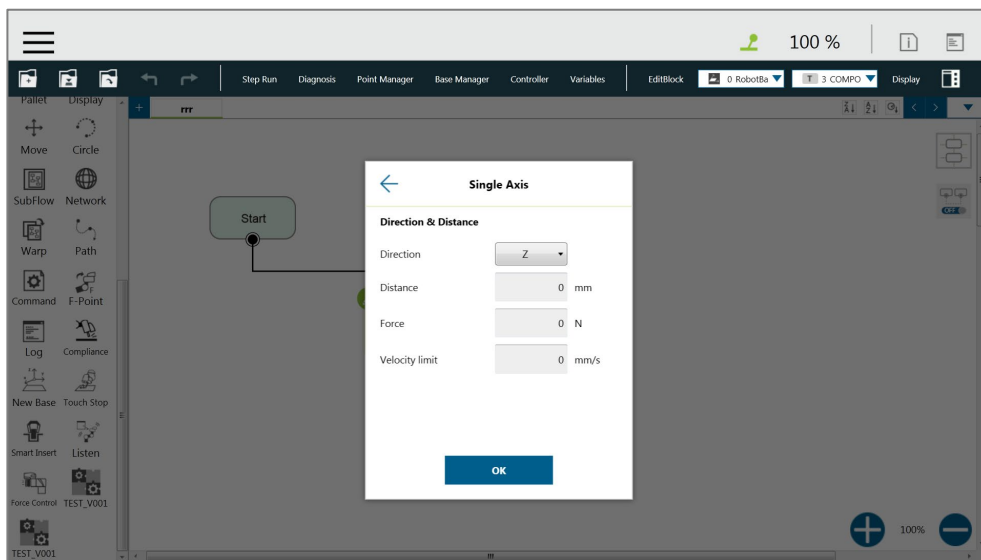 100 %
Step Run Diagnosis Point Manager Base Manager Controller Variables EditBlock 0 RobotBa T 3 COMPO Display
Pallet Display
rrr
Move Circle
SubFlow Network
Warp Path
Command F-Point
Log Compliance
New Base Touch Stop
Smart Insert Listen
Force Control TEST_V001
TEST_V001
Start
OFF
Single Axis
Direction & Distance
Direction Z
Distance 0 mm
Force 0 N
Velocity limit 0 mm/s
OK
100%